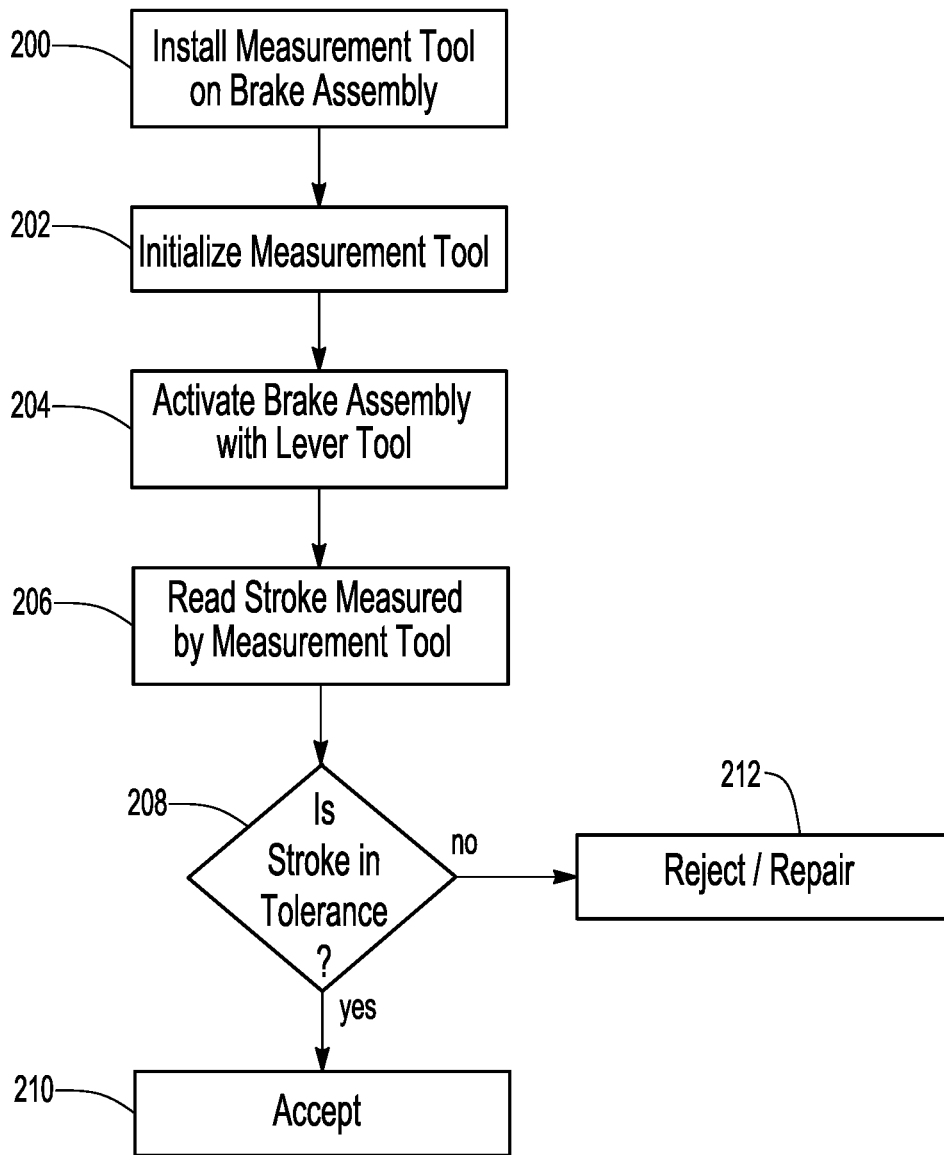 200
Install Measurement Tool
on Brake Assembly
202
Initialize Measurement Tool
204
Activate Brake Assembly
with Lever Tool
206
Read Stroke Measured
by Measurement Tool
208
Is
Stroke in
Tolerance
?
no
212
Reject / Repair
yes
210
Accept